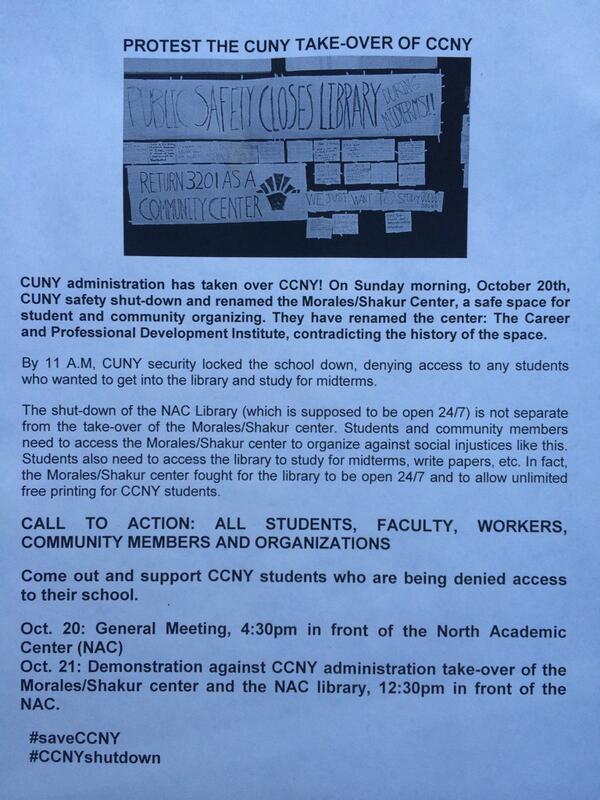 PROTEST THE CUNY TAKE-OVER OF CCNY
PUBLIC SAFETY CLOSES LIBRARY DURING
MIDTERMS!!
RETURN 3201 AS A
COMMUNITY CENTER
WE JUST WANT TO STUDY
CUNY administration has taken over CCNY! On Sunday morning, October 20th,
CUNY safety shut-down and renamed the Morales/Shakur Center, a safe space for
student and community organizing. They have renamed the center: The Career
and Professional Development Institute, contradicting the history of the space.
By 11 A.M, CUNY security locked the school down, denying access to any students
who wanted to get into the library and study for midterms.
The shut-down of the NAC Library (which is supposed to be open 24/7) is not separate
from the take-over of the Morales/Shakur center. Students and community members
need to access the Morales/Shakur center to organize against social injustices like this.
Students also need to access the library to study for midterms, write papers, etc. In fact,
the Morales/Shakur center fought for the library to be open 24/7 and to allow unlimited
free printing for CCNY students.
CALL TO ACTION: ALL STUDENTS, FACULTY, WORKERS,
COMMUNITY MEMBERS AND ORGANIZATIONS
Come out and support CCNY students who are being denied access
to their school.
Oct. 20: General Meeting, 4:30pm in front of the North Academic
Center (NAC)
Oct. 21: Demonstration against CCNY administration take-over of the
Morales/Shakur center and the NAC library, 12:30pm in front of the
NAC.
#saveCCNY
#CCNYshutdown